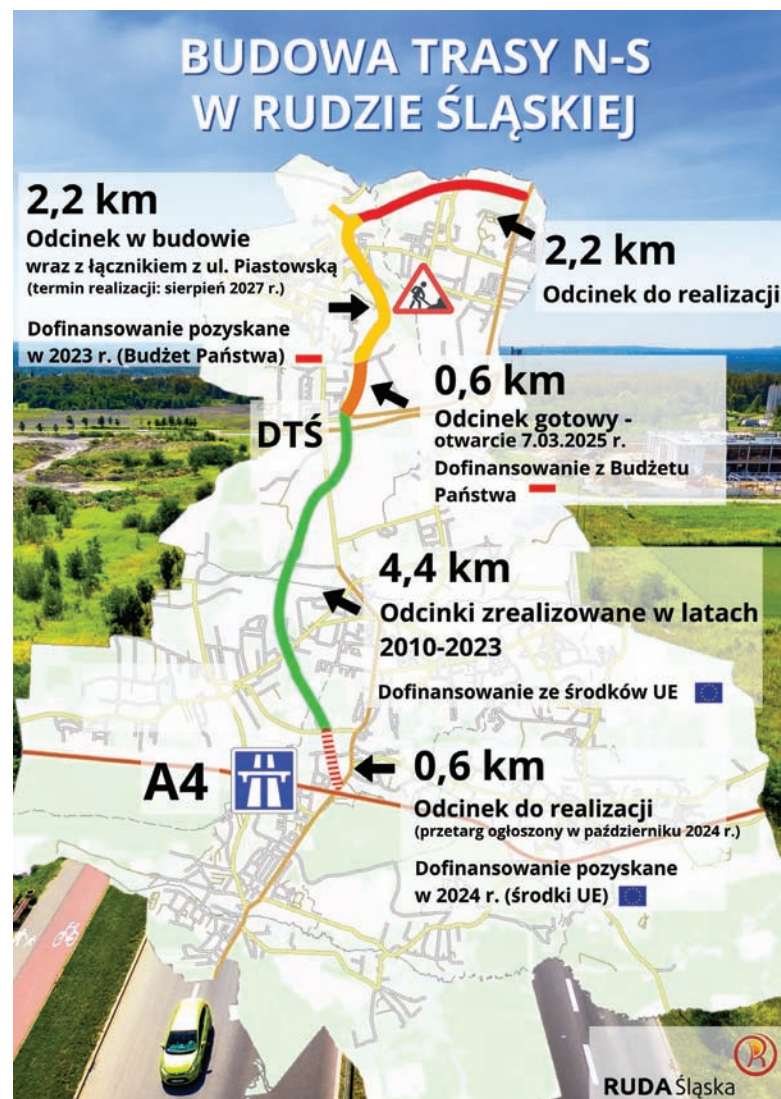 BUDOWA TRASY N-S
W RUDZIE ŚLĄSKIEJ
2,2 km
Odcinek w budowie
wraz z łącznikiem z ul. Piastowską
(termin realizacji: sierpień 2027 r.)
Dofinansowanie pozyskane
w 2023 r. (Budżet Państwa)
2,2 km
Odcinek do realizacji
0,6 km
Odcinek gotowy -
otwarcie 7.03.2025 r.
Dofinansowanie z Budżetu
Państwa
DTŚ
4,4 km
Odcinki zrealizowane w latach
2010-2023
Dofinansowanie ze środków UE
A4
0,6 km
Odcinek do realizacji
(przetarg ogłoszony w październiku 2024 r.)
Dofinansowanie pozyskane
w 2024 r. (środki UE)
RUDA Śląska